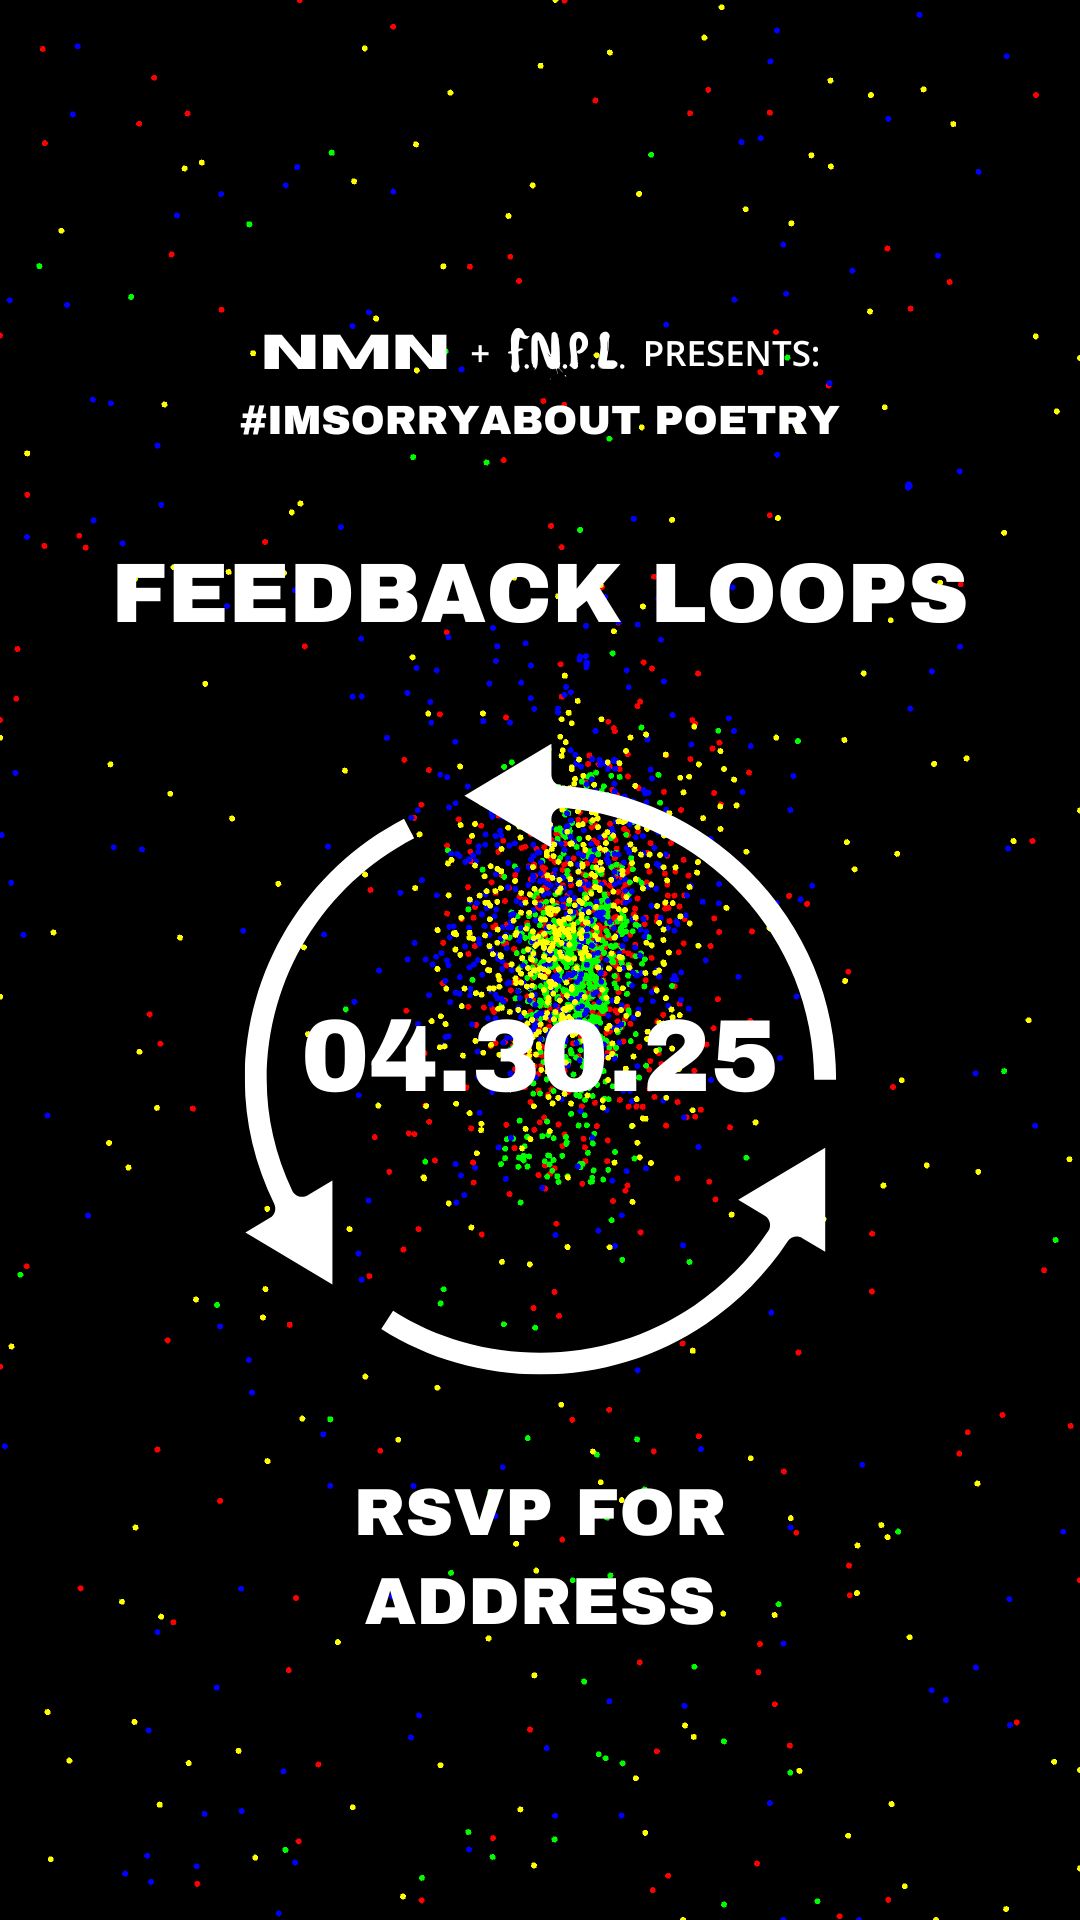 NMN + F.N.P.L. PRESENTS:
#IMSORRYABOUT POETRY
FEEDBACK LOOPS
04.30.25
RSVP FOR
ADDRESS